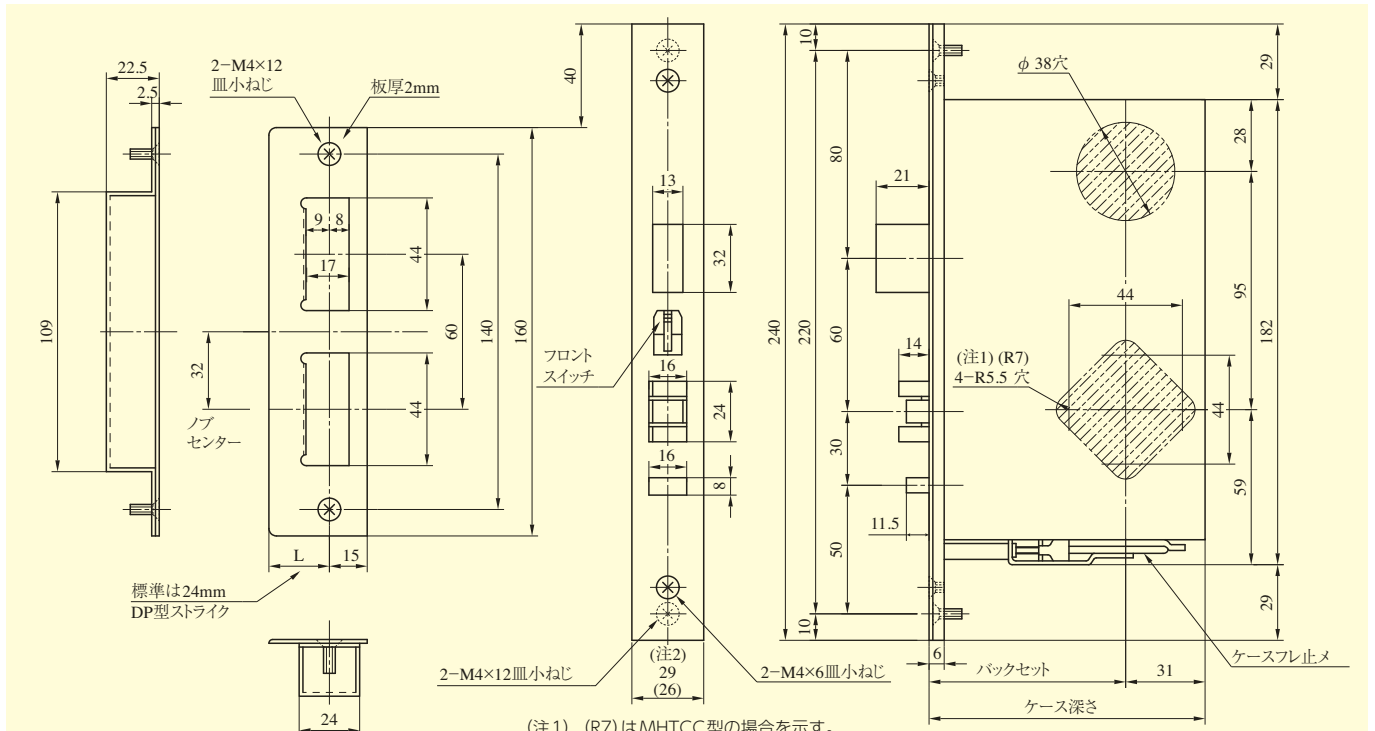 22.5
2.5
109
2−M4×12
皿小ねじ
板厚2mm
9
8
17
44
44
60
140
160
32
ノブ
センター
L
15
標準は24mm
DP型ストライク
24
40
13
32
フロント
スイッチ
16
24
16
8
2−M4×12皿小ねじ
(注2)
29
(26)
2−M4×6皿小ねじ
240
220
10
80
60
30
50
10
21
14
11.5
6
φ 38穴
(注1) (R7)
4−R5.5 穴
44
44
29
28
95
182
59
29
ケースフレ止メ
バックセット
31
ケース深さ
(注1) (R7)はMHTCC型の場合を示す。